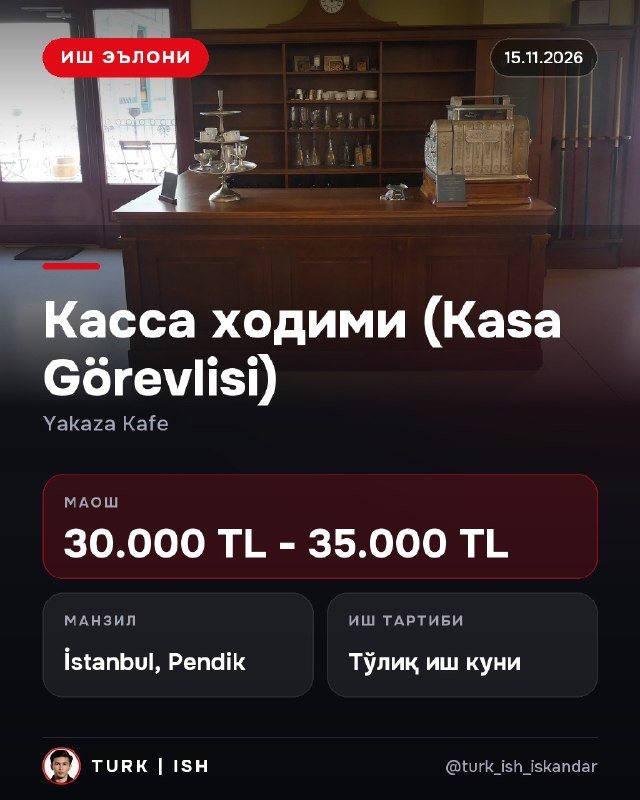 ИШ ЭЪЛОНИ
15.11.2026
Касса ходими (Kasa
Görevlisi)
Yakaza Kafe
МАОШ
30.000 TL - 35.000 TL
МАНЗИЛ
İstanbul, Pendik
ИШ ТАРТИБИ
Тўлиқ иш куни
TURK | ISH
@turk_ish_iskandar